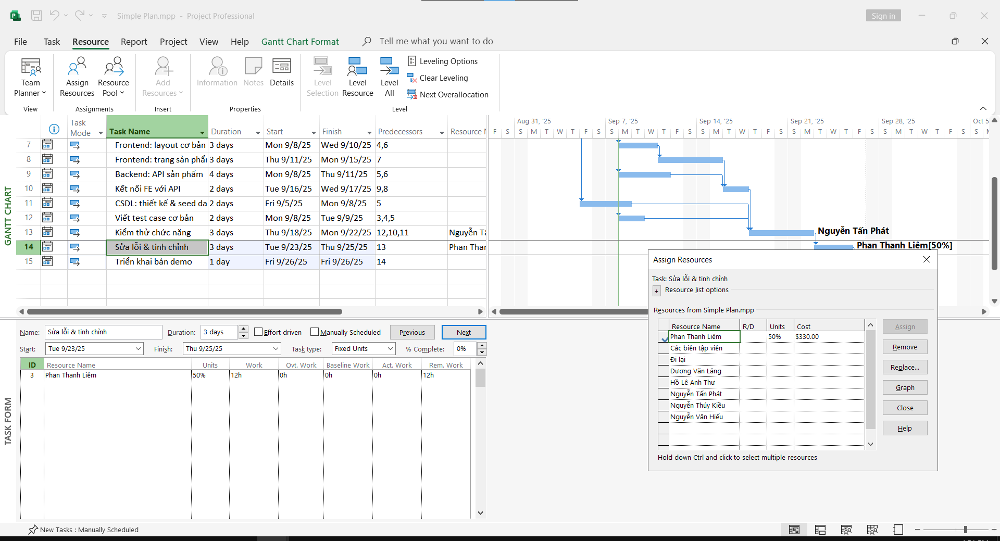 Simple Plan.mpp - Project Professional
Sign in
File Task Resource Report Project View Help Gantt Chart Format Tell me what you want to do
Team Planner
View
Assign Resources
Resource Pool
Assignments
Add Resources
Insert
Information
Notes
Details
Properties
Level Selection
Level Resource
Level All
Leveling Options
Clear Leveling
Next Overallocation
Level
GANTT CHART
Task Mode Task Name Duration Start Finish Predecessors Resource N
7 Frontend: layout cơ bản 3 days Mon 9/8/25 Wed 9/10/25 4,6
8 Frontend: trang sản phẩ 3 days Thu 9/11/25 Mon 9/15/25 7
9 Backend: API sản phẩm 4 days Mon 9/8/25 Thu 9/11/25 5,6
10 Kết nối FE với API 2 days Tue 9/16/25 Wed 9/17/25 9,8
11 CSDL: thiết kế & seed da 2 days Fri 9/5/25 Mon 9/8/25 5
12 Viết test case cơ bản 2 days Mon 9/8/25 Tue 9/9/25 3,4,5
13 Kiểm thử chức năng 3 days Thu 9/18/25 Mon 9/22/25 12,10,11 Nguyễn Tấ
14 Sửa lỗi & tinh chỉnh 3 days Tue 9/23/25 Thu 9/25/25 13 Phan Than
15 Triển khai bản demo 1 day Fri 9/26/25 Fri 9/26/25 14
Aug 31, '25 Sep 7, '25 Sep 14, '25 Sep 21, '25 Sep 28, '25 Oct 5
F S S M T W T F S S M T W T F S S M T W T F S S M T W T F S S M T W T F S S M
Nguyễn Tấn Phát
Phan Thanh Liêm[50%]
Assign Resources
Task: Sửa lỗi & tinh chỉnh
+ Resource list options
Resources from Simple Plan.mpp
Resource Name R/D Units Cost
Phan Thanh Liêm 50% $330.00
Các biên tập viên
Đi lại
Dương Văn Lăng
Hồ Lê Anh Thư
Nguyễn Tấn Phát
Nguyễn Thúy Kiều
Nguyễn Văn Hiếu
Assign
Remove
Replace...
Graph
Close
Help
Hold down Ctrl and click to select multiple resources
TASK FORM
Name: Sửa lỗi & tinh chỉnh Duration: 3 days Effort driven Manually Scheduled Previous Next
Start: Tue 9/23/25 Finish: Thu 9/25/25 Task type: Fixed Units % Complete: 0%
ID Resource Name Units Work Ovt. Work Baseline Work Act. Work Rem. Work
3 Phan Thanh Liêm 50% 12h 0h 0h 0h 12h
New Tasks : Manually Scheduled